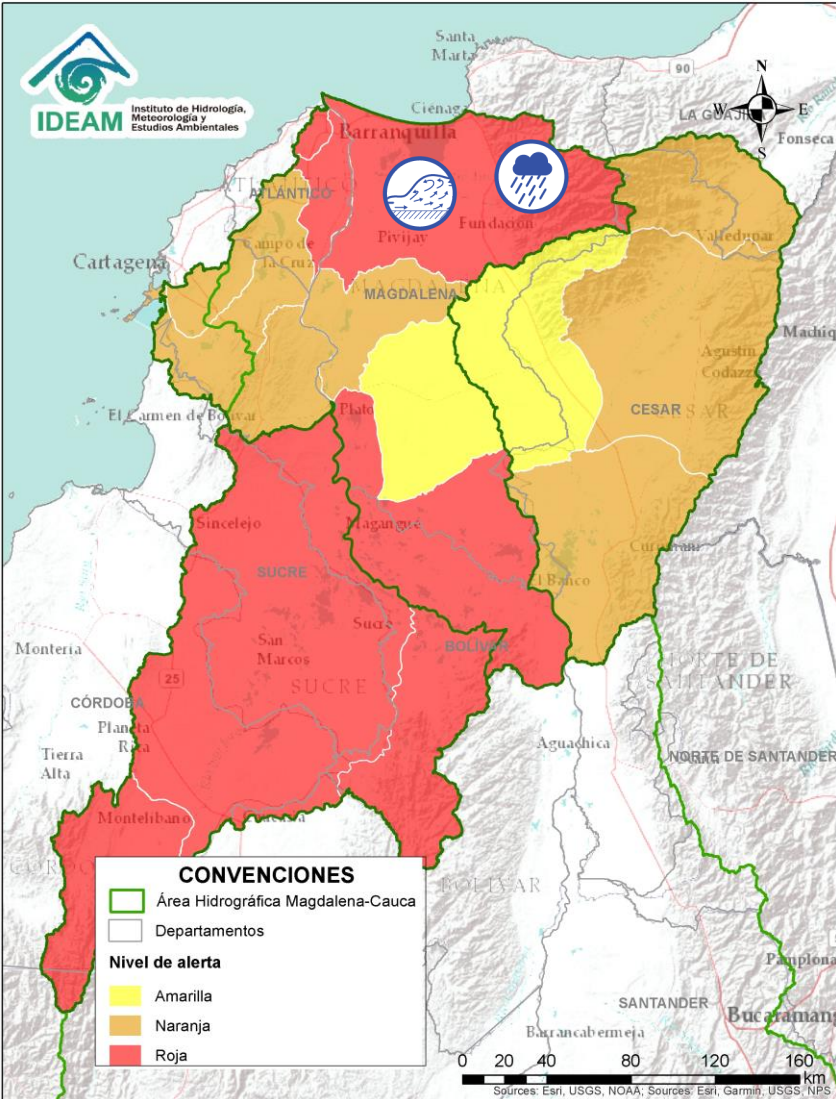 IDEAM
Instituto de Hidrología,
Meteorología y
Estudios Ambientales
Santa
Marta
90
N
W
E
S
LA GUAJIRA
Ciénaga
Barranquilla
Fonseca
ATLÁNTICO
Pivijay
Fundación
Valledupar
Campo de
la Cruz
Cartagena
MAGDALENA
Agustín
Codazzi
CESAR
CESAR
El Carmen de Bolívar
Plato
Sincelejo
Magangué
SUCRE
El Banco
Sucre
BOLÍVAR
San
Marcos
SUCRE
Montería
25
CÓRDOBA
Planeta
Rica
Tierra
Alta
NORTE DE
SANTANDER
Aguachica
NORTE DE SANTANDER
Montelíbano
BOLÍVAR
CONVENCIONES
Área Hidrográfica Magdalena-Cauca
Departamentos
Nivel de alerta
Amarilla
Naranja
Roja
Pamplona
SANTANDER
Bucaramang
Barrancabermeja
0 20 40 80 120 160
km
Sources: Esri, USGS, NOAA; Sources: Esri, Garmin, USGS, NPS